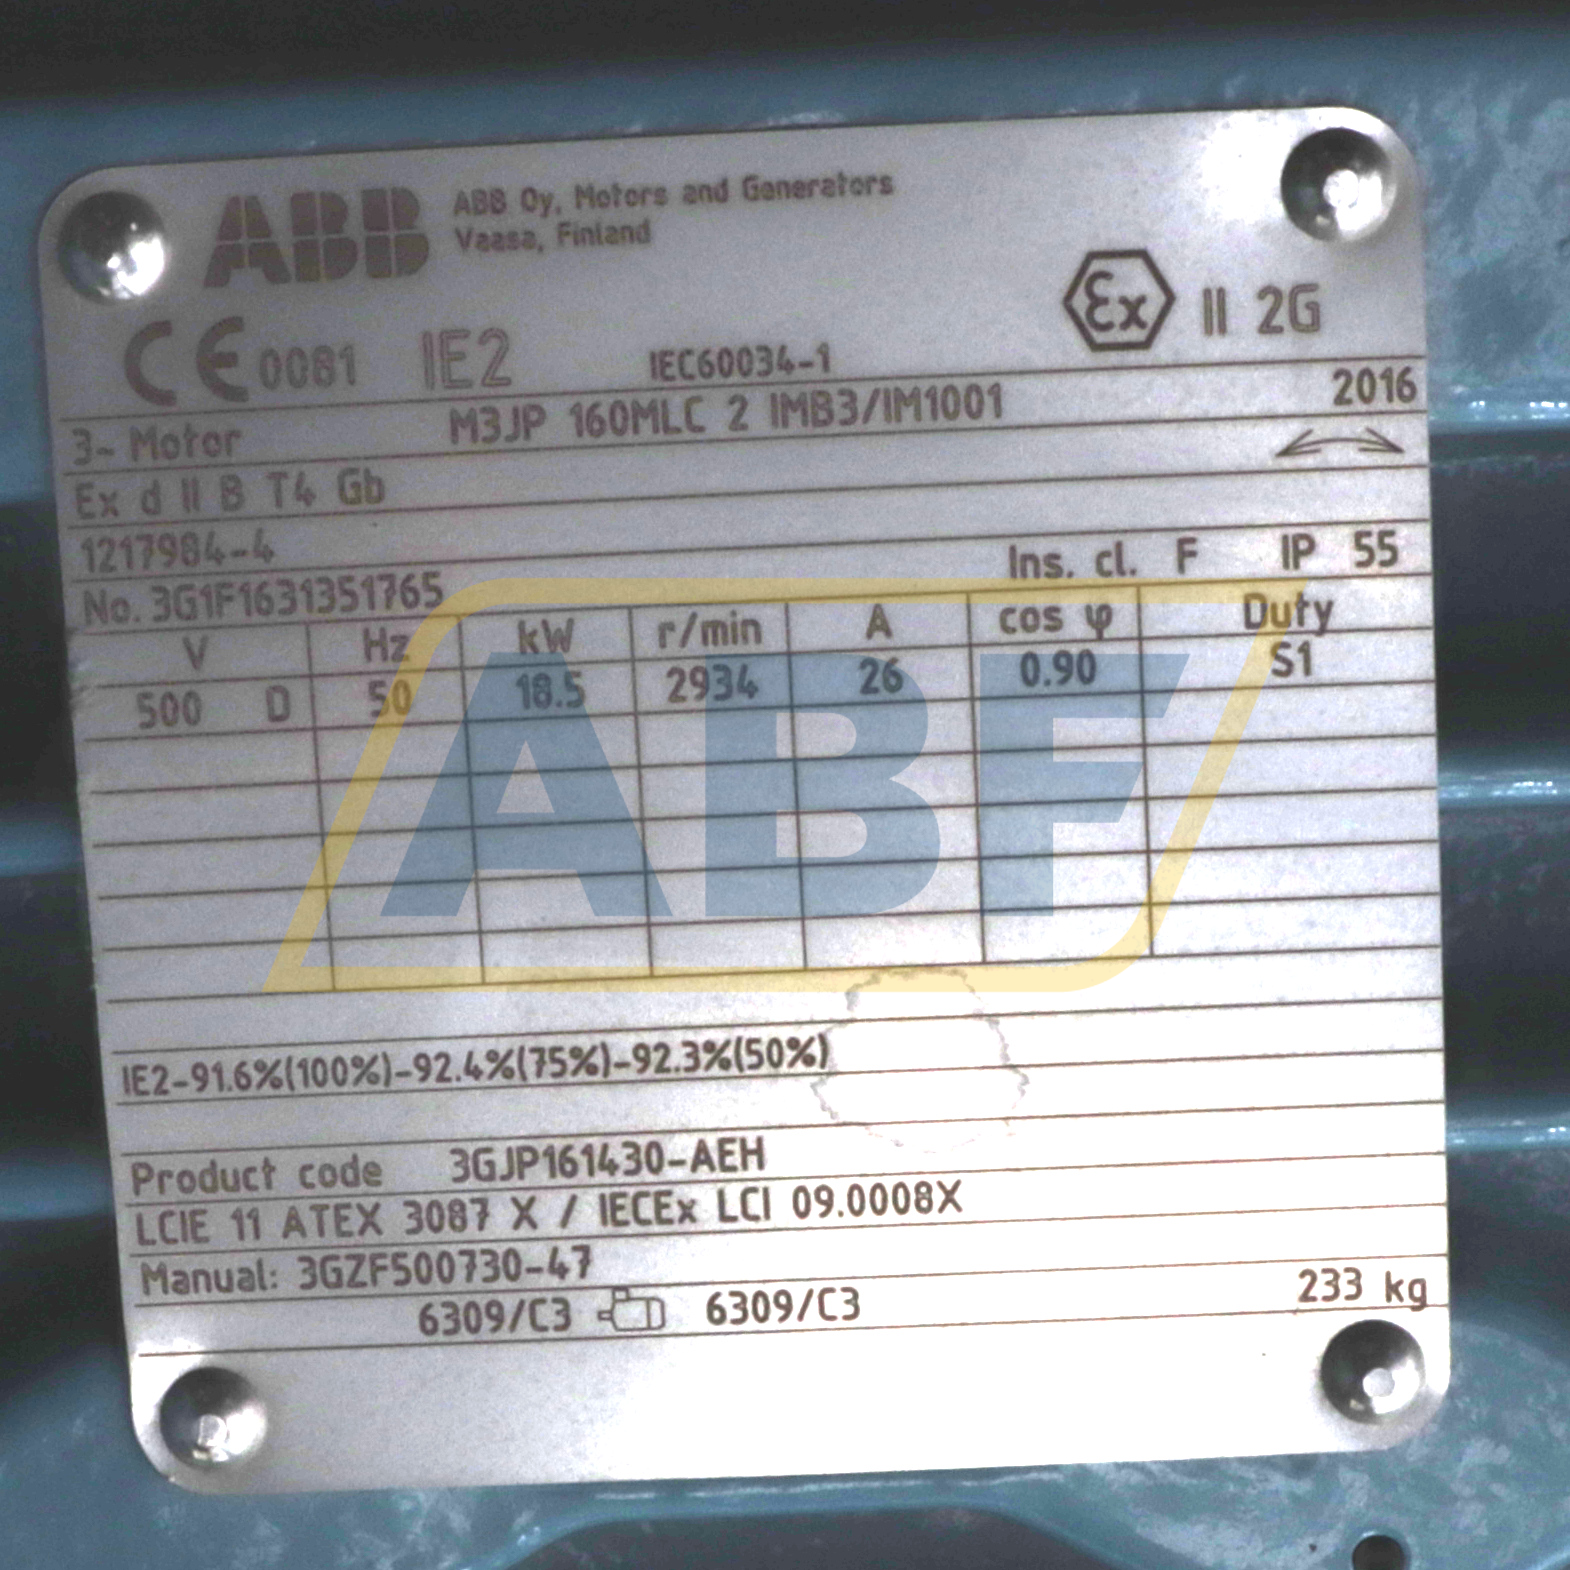 ABB ABB Oy, Motors and Generators
Vaasa, Finland
CE 0081 IE2 IEC60034-1 Ex II 2G
3~ Motor M3JP 160MLC 2 IMB3/IM1001 2016
Ex d II B T4 Gb
1217984-4
No. 3G1F1631351765 Ins. cl. F IP 55
V Hz kW r/min A cos φ Duty
500 D 50 18.5 2934 26 0.90 S1
ABF
IE2-91.6%(100%)-92.4%(75%)-92.3%(50%)
Product code 3GJP161430-AEH
LCIE 11 ATEX 3087 X / IECEx LCI 09.0008X
Manual: 3GZF500730-47
6309/C3 6309/C3 233 kg